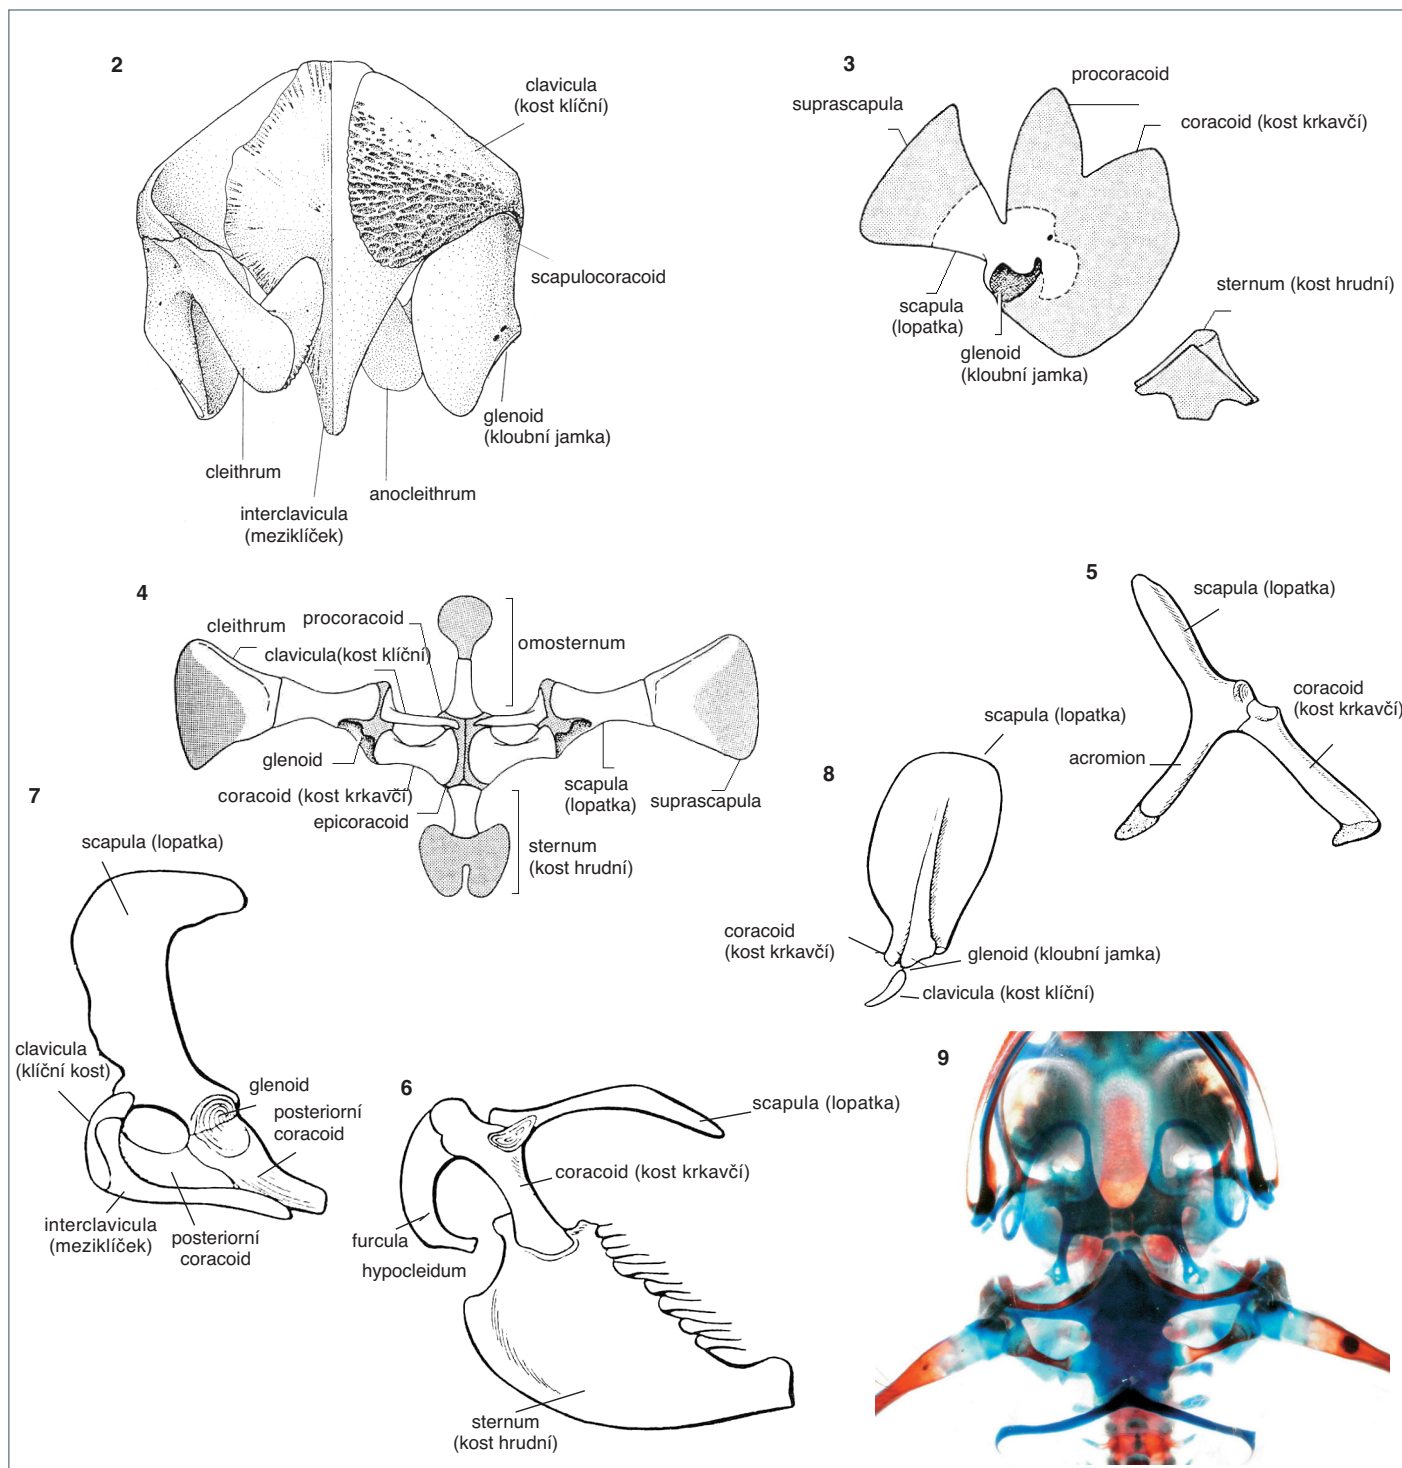 2
clavicula
(kost klíční)
scapulocoracoid
glenoid
(kloubní jamka)
cleithrum
anocleithrum
interclavicula
(meziklíček)
3
procoracoid
suprascapula
coracoid (kost krkavčí)
scapula
(lopatka)
glenoid
(kloubní jamka)
sternum (kost hrudní)
4
procoracoid
cleithrum
clavicula(kost klíční)
omosternum
glenoid
coracoid (kost krkavčí)
epicoracoid
scapula
(lopatka)
suprascapula
sternum
(kost hrudní)
5
scapula (lopatka)
coracoid
(kost krkavčí)
acromion
8
scapula (lopatka)
coracoid
(kost krkavčí)
glenoid (kloubní jamka)
clavicula (kost klíční)
7
scapula (lopatka)
clavicula
(klíční kost)
glenoid
posteriorní
coracoid
interclavicula
(meziklíček)
posteriorní
coracoid
6
scapula (lopatka)
coracoid (kost krkavčí)
furcula
hypocleidum
sternum
(kost hrudní)
9